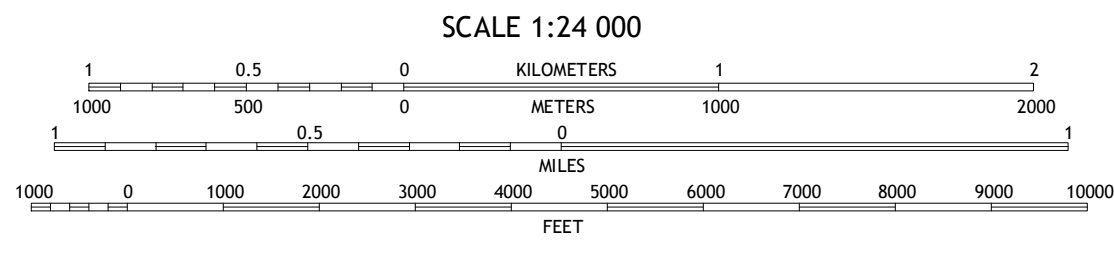 SCALE 1:24 000
1 0.5 0 KILOMETERS 1 2
1000 500 0 METERS 1000 2000
1 0.5 0 1
MILES
1000 0 1000 2000 3000 4000 5000 6000 7000 8000 9000 10000
FEET